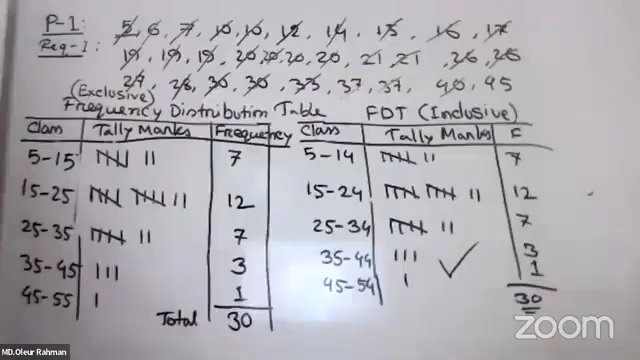 P-1: 5, 6, 7, 10, 10, 12, 14, 15, 16, 17
Req-1: 19, 19, 19, 20, 20, 20, 20, 21, 21, 26, 26
27, 28, 30, 30, 33, 37, 37, 40, 45
(Exclusive)
Frequency Distribution Table FDT (Inclusive)
Class Tally Marks Frequency Class Tally Marks F
5-15 7 5-14 7
15-25 12 15-24 12
25-35 7 25-34 7
35-45 3 35-44 3
45-55 1 45-54 1
Total 30 30
zoom
MD.Oleur Rahman